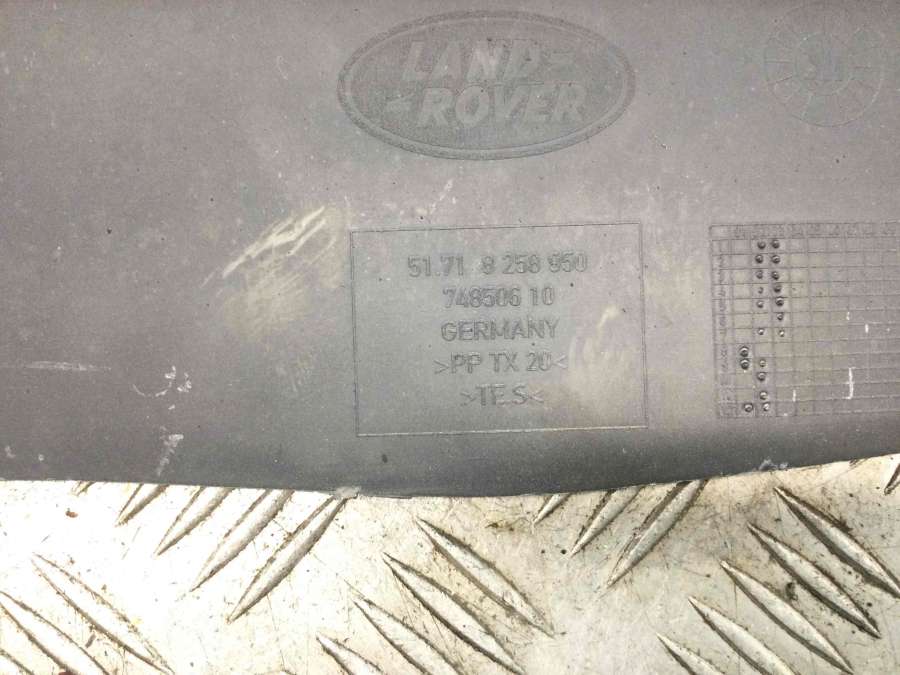 LAND
ROVER
51.71 8 258 950
748506 10
GERMANY
>PP TX 20<
>TE.S<